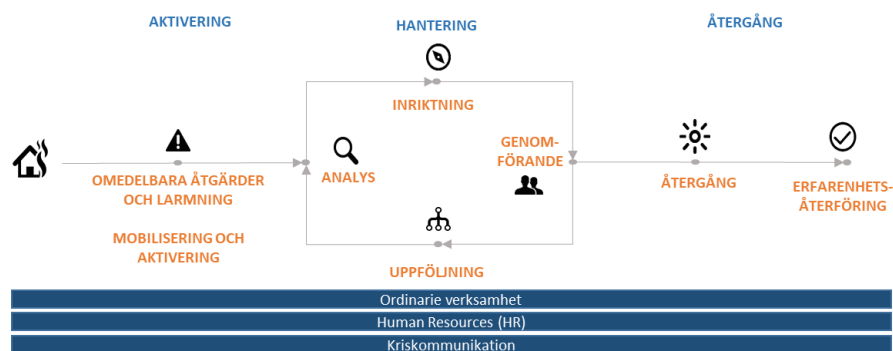 AKTIVERING
HANTERING
ÅTERGÅNG
INRIKTNING
GENOM-
FÖRANDE
ANALYS
OMEDELBARA ÅTGÄRDER
OCH LARMNING
ÅTERGÅNG
ERFARENHETS-
ÅTERFÖRING
MOBILISERING OCH
AKTIVERING
UPPFÖLJNING
Ordinarie verksamhet
Human Resources (HR)
Kriskommunikation